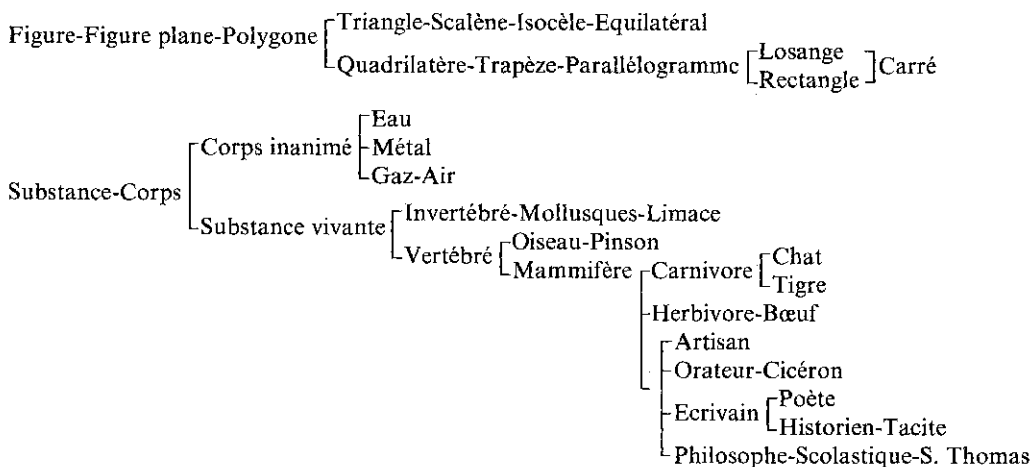 Triangle-Scalène-Isocèle-Equilatéral
Figure-Figure plane-Polygone
Quadrilatère-Trapèze-Parallélogramme
Losange
Rectangle
Carré
Eau
Corps inanimé
Métal
Gaz-Air
Substance-Corps
Invertébré-Mollusques-Limace
Substance vivante
Oiseau-Pinson
Vertébré
Mammifère
Carnivore
Chat
Tigre
Herbivore-Bœuf
Artisan
Orateur-Cicéron
Ecrivain
Poète
Historien-Tacite
Philosophe-Scolastique-S. Thomas